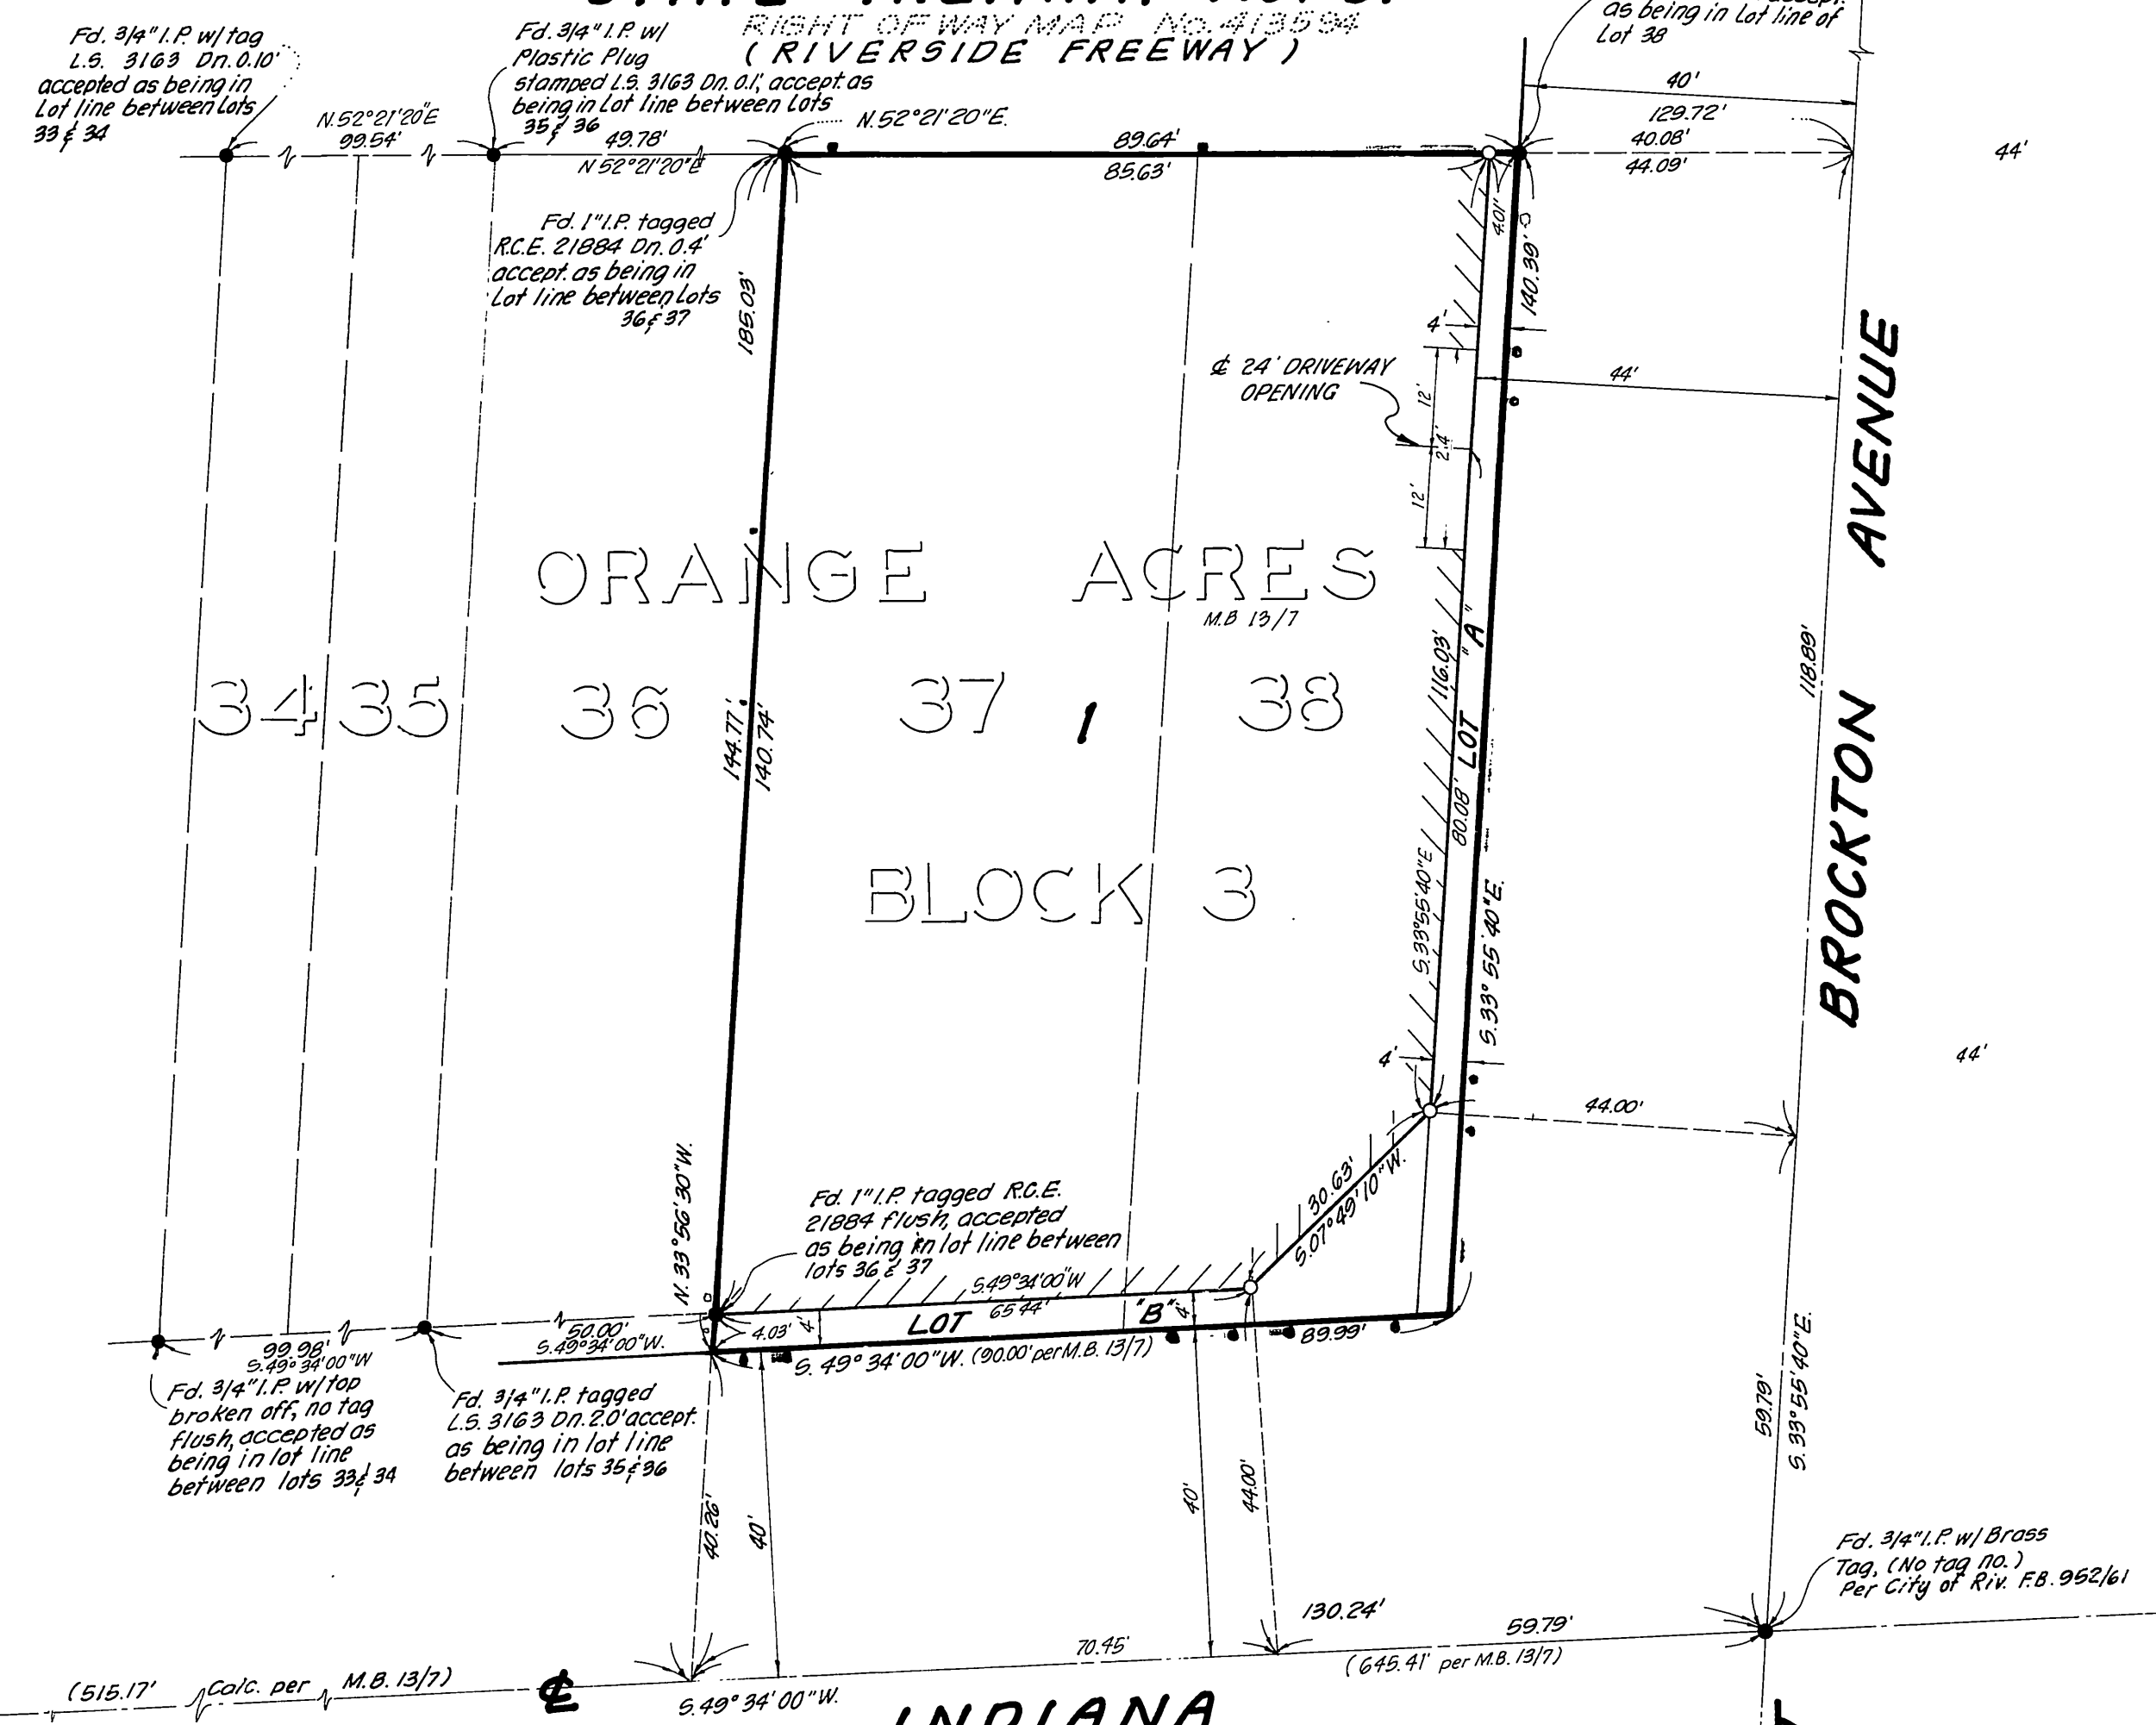 RIGHT OF WAY MAP No. 413594
( RIVERSIDE FREEWAY )
Fd. 3/4" I.P. w/ tag
L.S. 3163 Dn. 0.10'
accepted as being in
Lot line between Lots
33 & 34
Fd. 3/4" I.P. w/
Plastic Plug
stamped L.S. 3163 Dn. 0.1', accept. as
being in Lot line between Lots
35 & 36
as being in Lot line of
Lot 38
40'
129.72'
40.08'
44.09'
44'
N. 52°21'20"E
99.54'
49.78'
N 52°21'20"E
N. 52°21'20"E.
89.64'
85.63'
Fd. 1" I.P. tagged
R.C.E. 21884 Dn. 0.4'
accept. as being in
Lot line between Lots
36 & 37
185.03'
4.01'
140.39'
4'
44'
₵ 24' DRIVEWAY
OPENING
12'
24'
12'
ORANGE ACRES
M.B 13/7
34 35 36 37 1 38
BLOCK 3
144.77'
140.74'
116.03'
80.08'
LOT "A"
S. 33°55'40"E
S. 33° 55' 40"E.
118.89'
BROCKTON AVENUE
44'
4'
44.00'
30.63'
S. 07°49'10"W.
N. 33°56'30"W.
Fd. 1" I.P. tagged R.C.E.
21884 flush, accepted
as being in lot line between
lots 36 & 37
S.49°34'00"W
65.44'
LOT "B"
4'
4.03'
4'
89.99'
S. 49° 34' 00" W. (90.00' per M.B. 13/7)
50.00'
S.49°34'00"W.
99.98'
S.49°34'00"W
Fd. 3/4" I.P. w/ top
broken off, no tag
flush, accepted as
being in lot line
between lots 33 & 34
Fd. 3/4" I.P. tagged
L.S. 3163 Dn. 2.0' accept.
as being in lot line
between lots 35 & 36
40.26'
40'
40'
44.00'
59.79'
S. 33°55'40"E.
Fd. 3/4" I.P. w/ Brass
Tag, (No tag no.)
Per City of Riv. F.B. 952/61
130.24'
70.45'
59.79'
(645.41' per M.B. 13/7)
(515.17' Calc. per M.B. 13/7)
₵
S. 49° 34' 00" W.
INDIANA